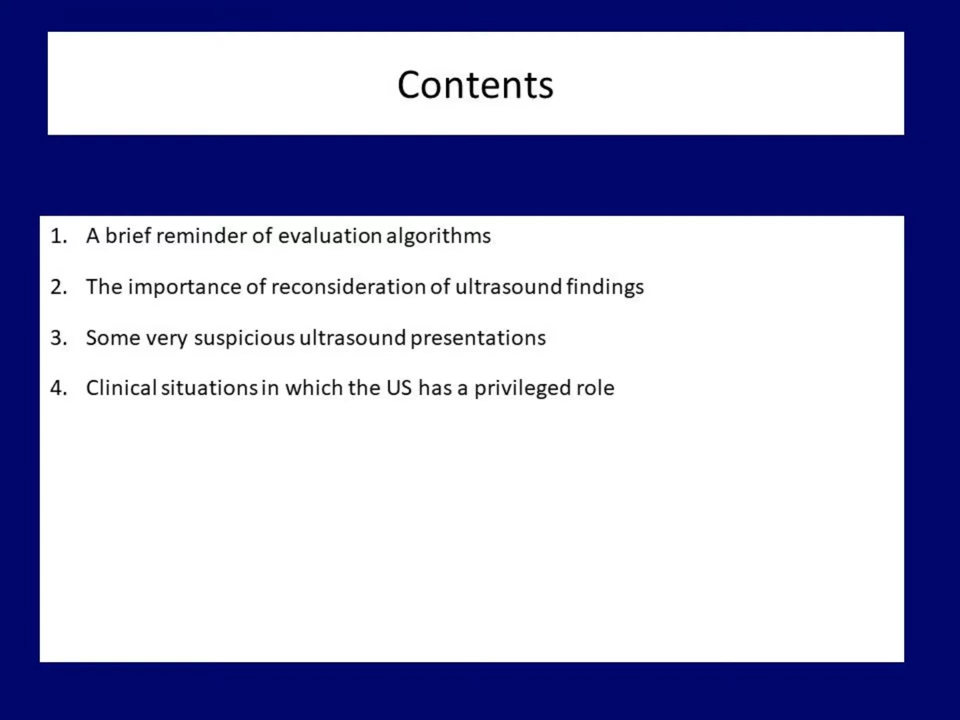 Contents
1. A brief reminder of evaluation algorithms
2. The importance of reconsideration of ultrasound findings
3. Some very suspicious ultrasound presentations
4. Clinical situations in which the US has a privileged role